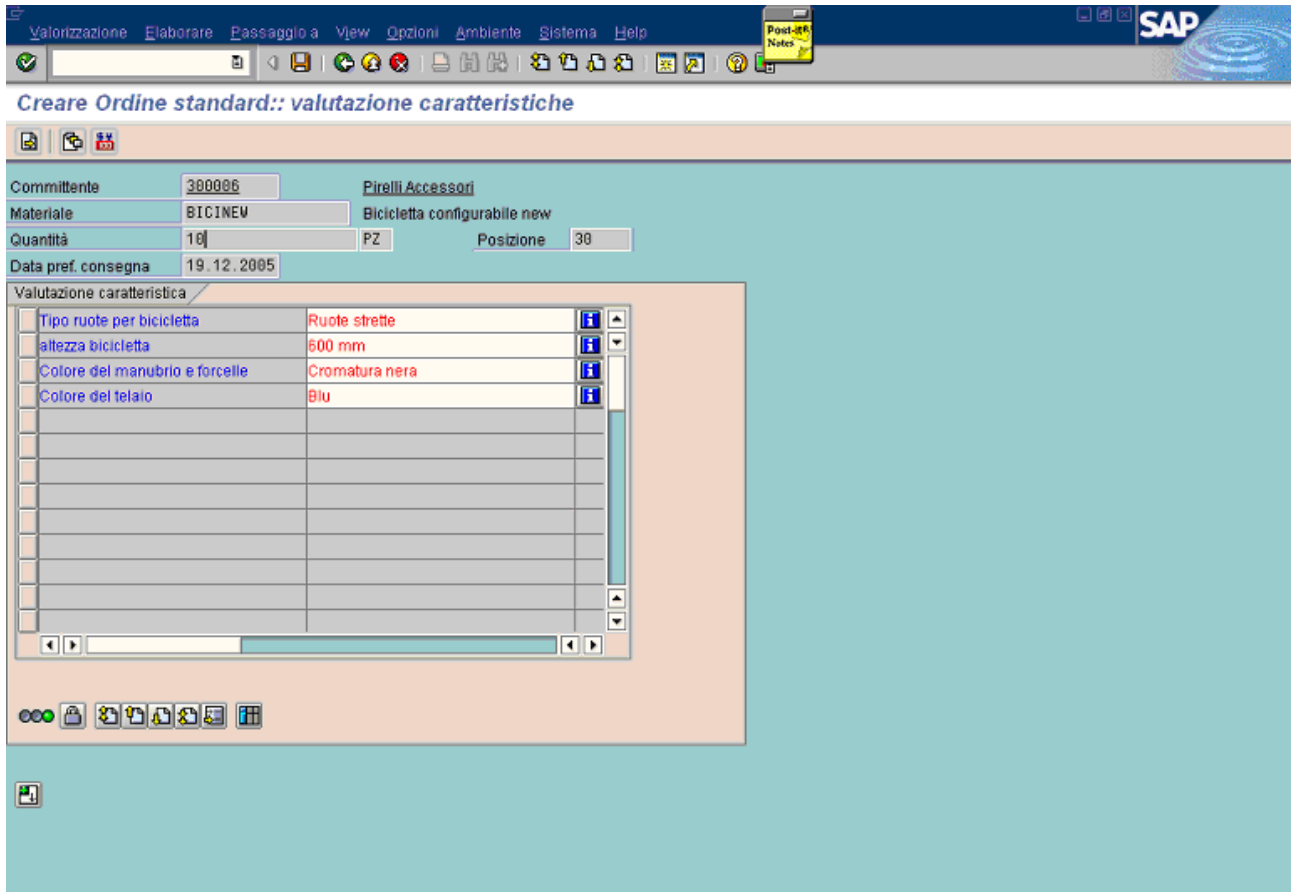 Valorizzazione Elaborare Passaggio a View Opzioni Ambiente Sistema Help
Post-it®
Notes
SAP
Creare Ordine standard:: valutazione caratteristiche
Committente 300006 Pirelli Accessori
Materiale BICINEW Bicicletta configurabile new
Quantità 10 PZ Posizione 30
Data pref. consegna 19.12.2005
Valutazione caratteristica
Tipo ruote per bicicletta Ruote strette
altezza bicicletta 600 mm
Colore del manubrio e forcelle Cromatura nera
Colore del telaio Blu